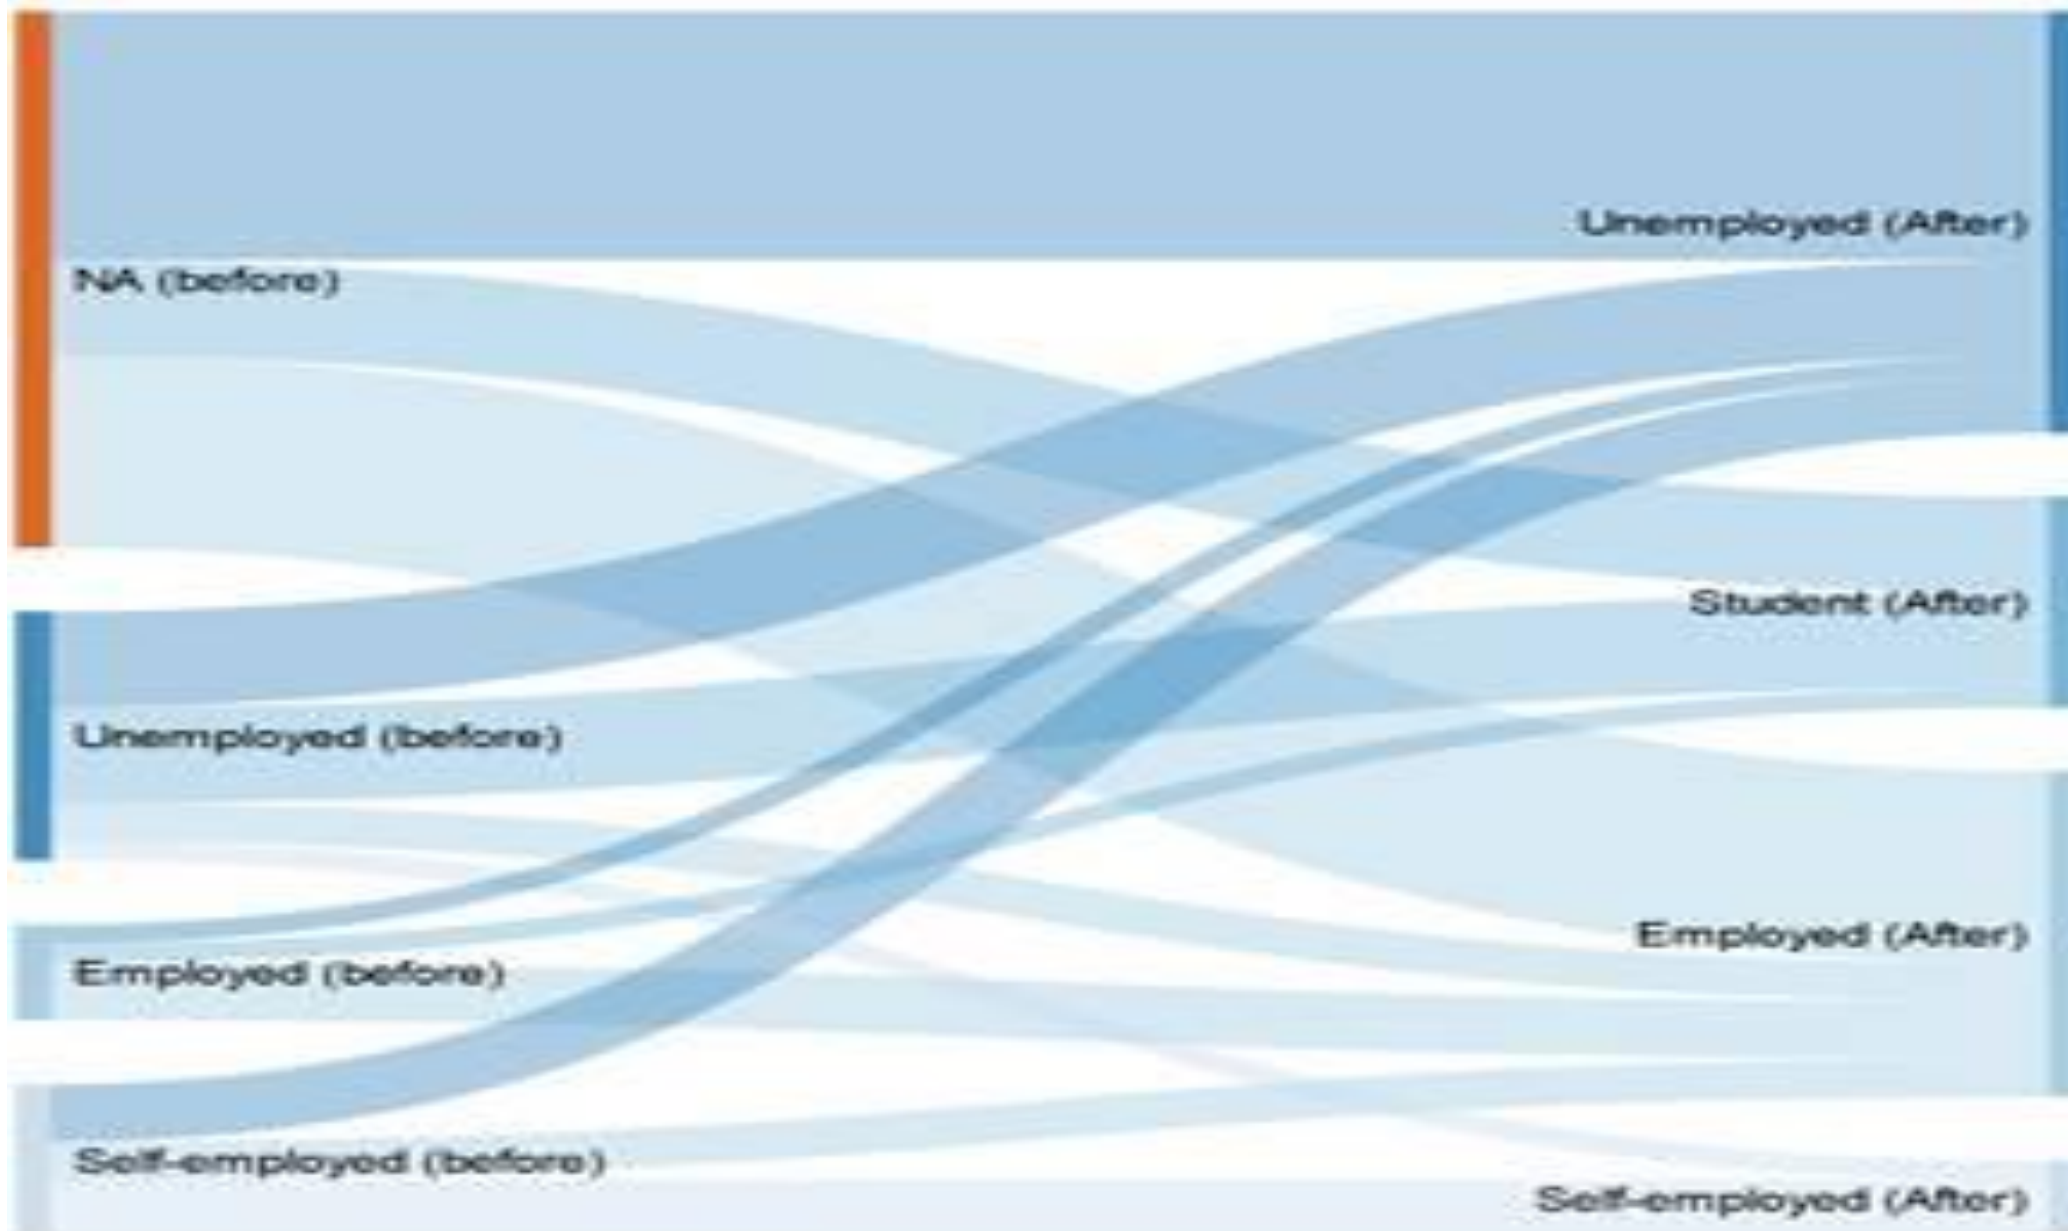 Unemployed (After)
NA (before)
Student (After)
Unemployed (before)
Employed (After)
Employed (before)
Self-employed (before)
Self-employed (After)